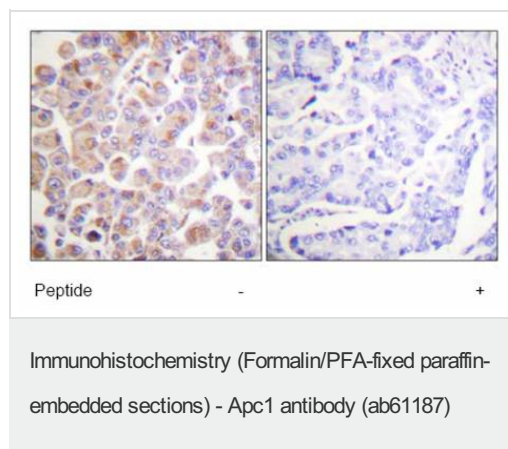 Peptide - +
Immunohistochemistry (Formalin/PFA-fixed paraffin-
embedded sections) - Apc1 antibody (ab61187)